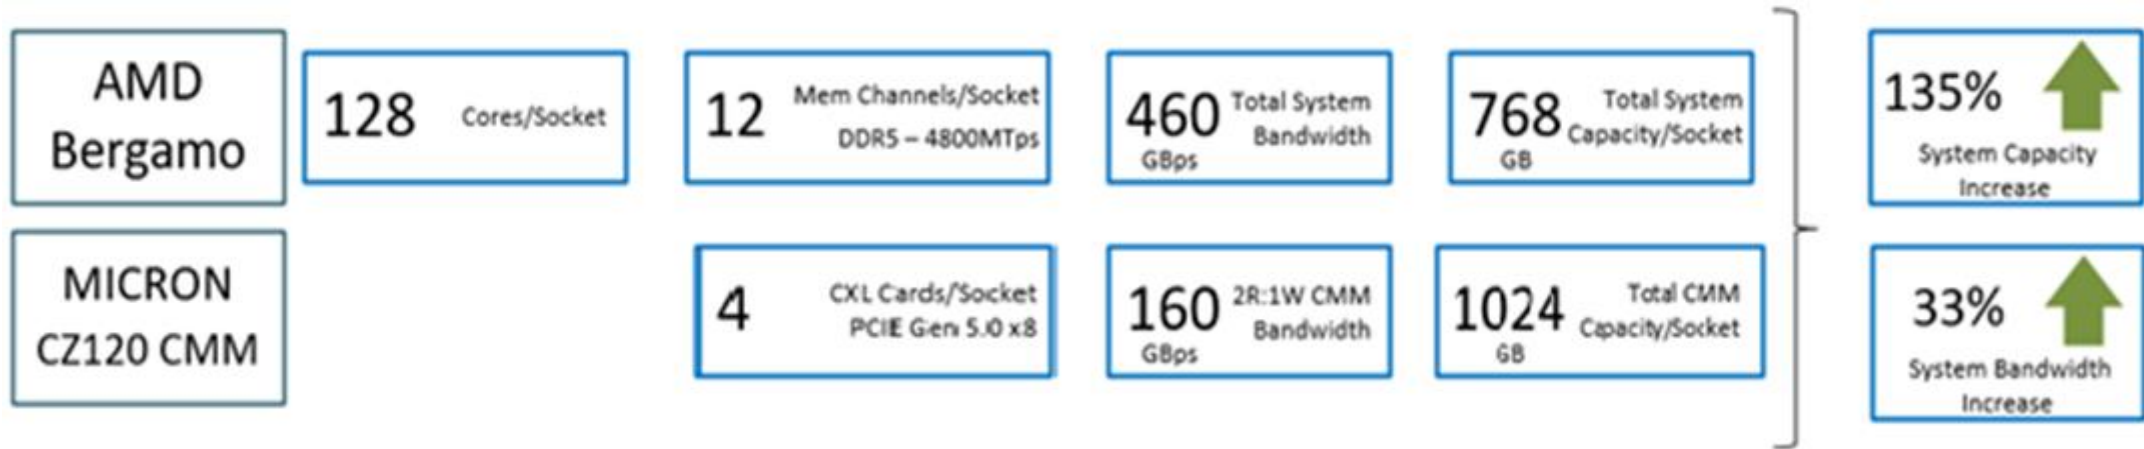 AMD
Bergamo
128 Cores/Socket
12 Mem Channels/Socket
DDR5 – 4800MTps
460 Total System
Bandwidth
GBps
768 Total System
Capacity/Socket
GB
135%
System Capacity
Increase
MICRON
CZ120 CMM
4 CXL Cards/Socket
PCIE Gen 5.0 x8
160 2R:1W CMM
Bandwidth
GBps
1024 Total CMM
Capacity/Socket
GB
33%
System Bandwidth
Increase